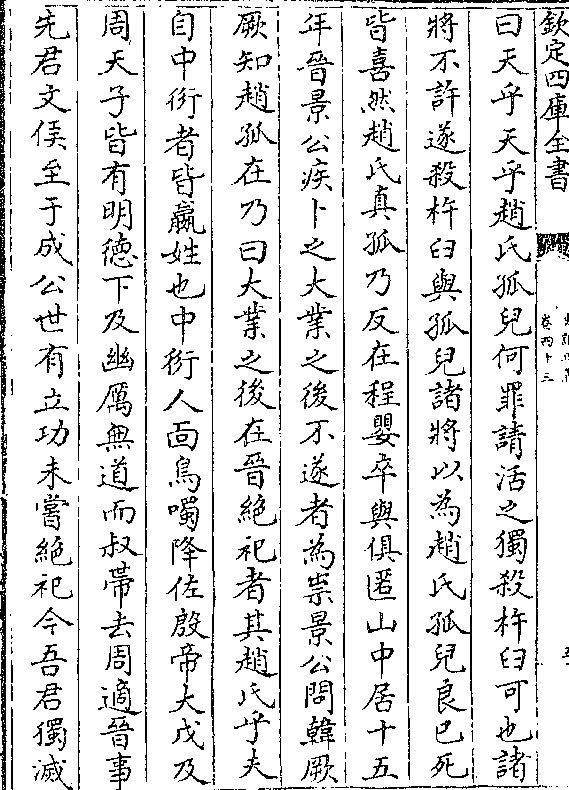 欽定四庫全書
卷四十三
曰天乎天乎趙氏孤兒何罪請活之獨殺杵臼可也諸
將不許遂殺杵臼與孤兒諸將以為趙氏孤兒良已死
皆喜然趙氏真孤乃反在程嬰卒與俱匿山中居十五
年晉景公疾卜之大業之後不遂者為祟景公問韓厥
厥知趙孤在乃曰大業之後在晉絶祀者其趙氏乎夫
自中衍者皆嬴姓也中衍人面鳥噣降佐殷帝大戊及
周天子皆有明徳下及幽厲無道而叔帶去周適晉事
先君文侯至于成公世有立功未嘗絶祀今吾君獨滅